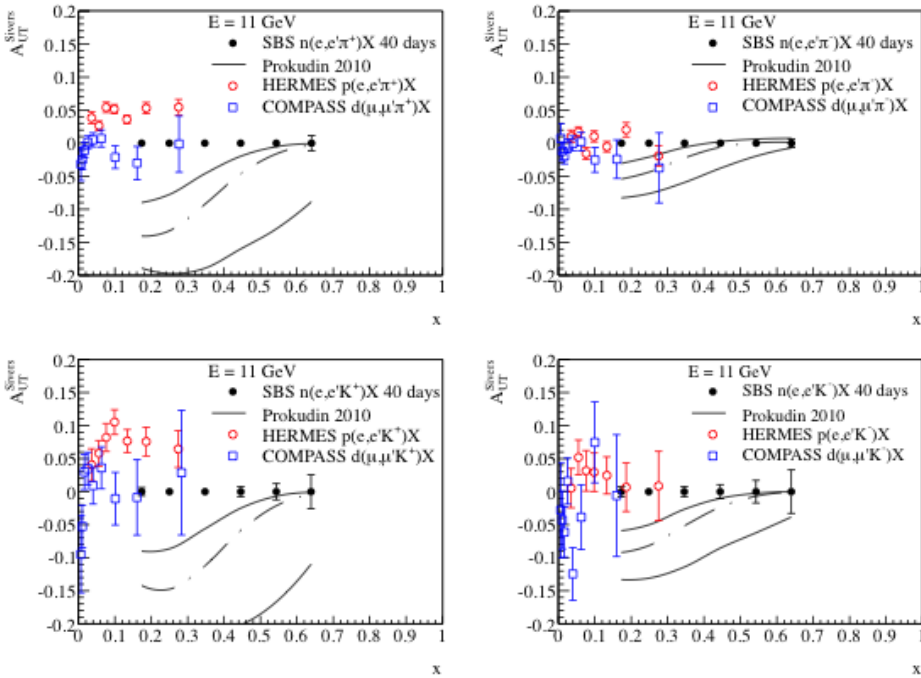 E = 11 GeV
SBS n(e,e'π⁺)X 40 days
Prokudin 2010
HERMES p(e,e'π⁺)X
COMPASS d(μ,μ'π⁺)X
A_UT^Sivers
0.2
0.15
0.1
0.05
0
-0.05
-0.1
-0.15
-0.2
0 0.1 0.2 0.3 0.4 0.5 0.6 0.7 0.8 0.9 1
x
E = 11 GeV
SBS n(e,e'π⁻)X 40 days
Prokudin 2010
HERMES p(e,e'π⁻)X
COMPASS d(μ,μ'π⁻)X
A_UT^Sivers
0.2
0.15
0.1
0.05
0
-0.05
-0.1
-0.15
-0.2
0 0.1 0.2 0.3 0.4 0.5 0.6 0.7 0.8 0.9 1
x
E = 11 GeV
SBS n(e,e'K⁺)X 40 days
Prokudin 2010
HERMES p(e,e'K⁺)X
COMPASS d(μ,μ'K⁺)X
A_UT^Sivers
0.2
0.15
0.1
0.05
0
-0.05
-0.1
-0.15
-0.2
0 0.1 0.2 0.3 0.4 0.5 0.6 0.7 0.8 0.9 1
x
E = 11 GeV
SBS n(e,e'K⁻)X 40 days
Prokudin 2010
HERMES p(e,e'K⁻)X
COMPASS d(μ,μ'K⁻)X
A_UT^Sivers
0.2
0.15
0.1
0.05
0
-0.05
-0.1
-0.15
-0.2
0 0.1 0.2 0.3 0.4 0.5 0.6 0.7 0.8 0.9 1
x